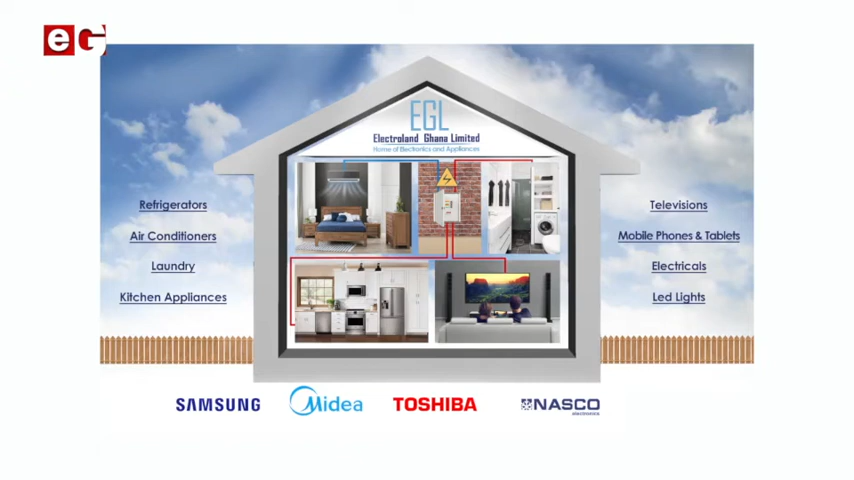 eG
EGL
Electroland Ghana Limited
Home of Electronics and Appliances
Refrigerators
Air Conditioners
Laundry
Kitchen Appliances
Televisions
Mobile Phones & Tablets
Electricals
Led Lights
SAMSUNG
Midea
TOSHIBA
NASCO
electronics